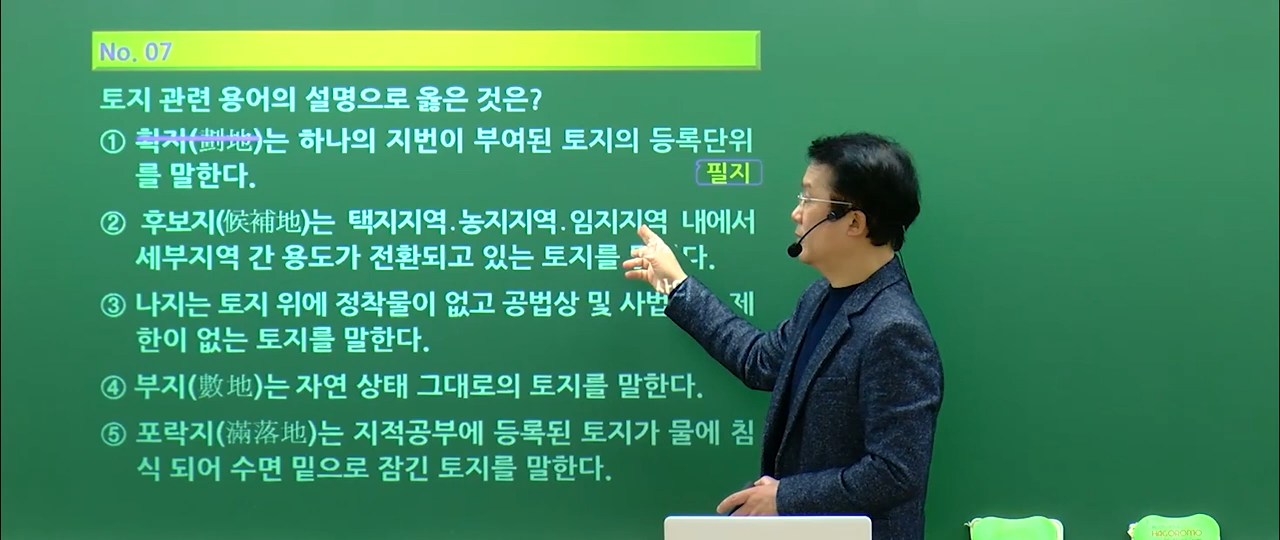 No. 07
토지 관련 용어의 설명으로 옳은 것은?
① 획지(劃地)는 하나의 지번이 부여된 토지의 등록단위
를 말한다.
필지
② 후보지(候補地)는 택지지역·농지지역·임지지역 내에서
세부지역 간 용도가 전환되고 있는 토지를 다.
③ 나지는 토지 위에 정착물이 없고 공법상 및 사법 제
한이 없는 토지를 말한다.
④ 부지(數地)는 자연 상태 그대로의 토지를 말한다.
⑤ 포락지(滿落地)는 지적공부에 등록된 토지가 물에 침
식 되어 수면 밑으로 잠긴 토지를 말한다.